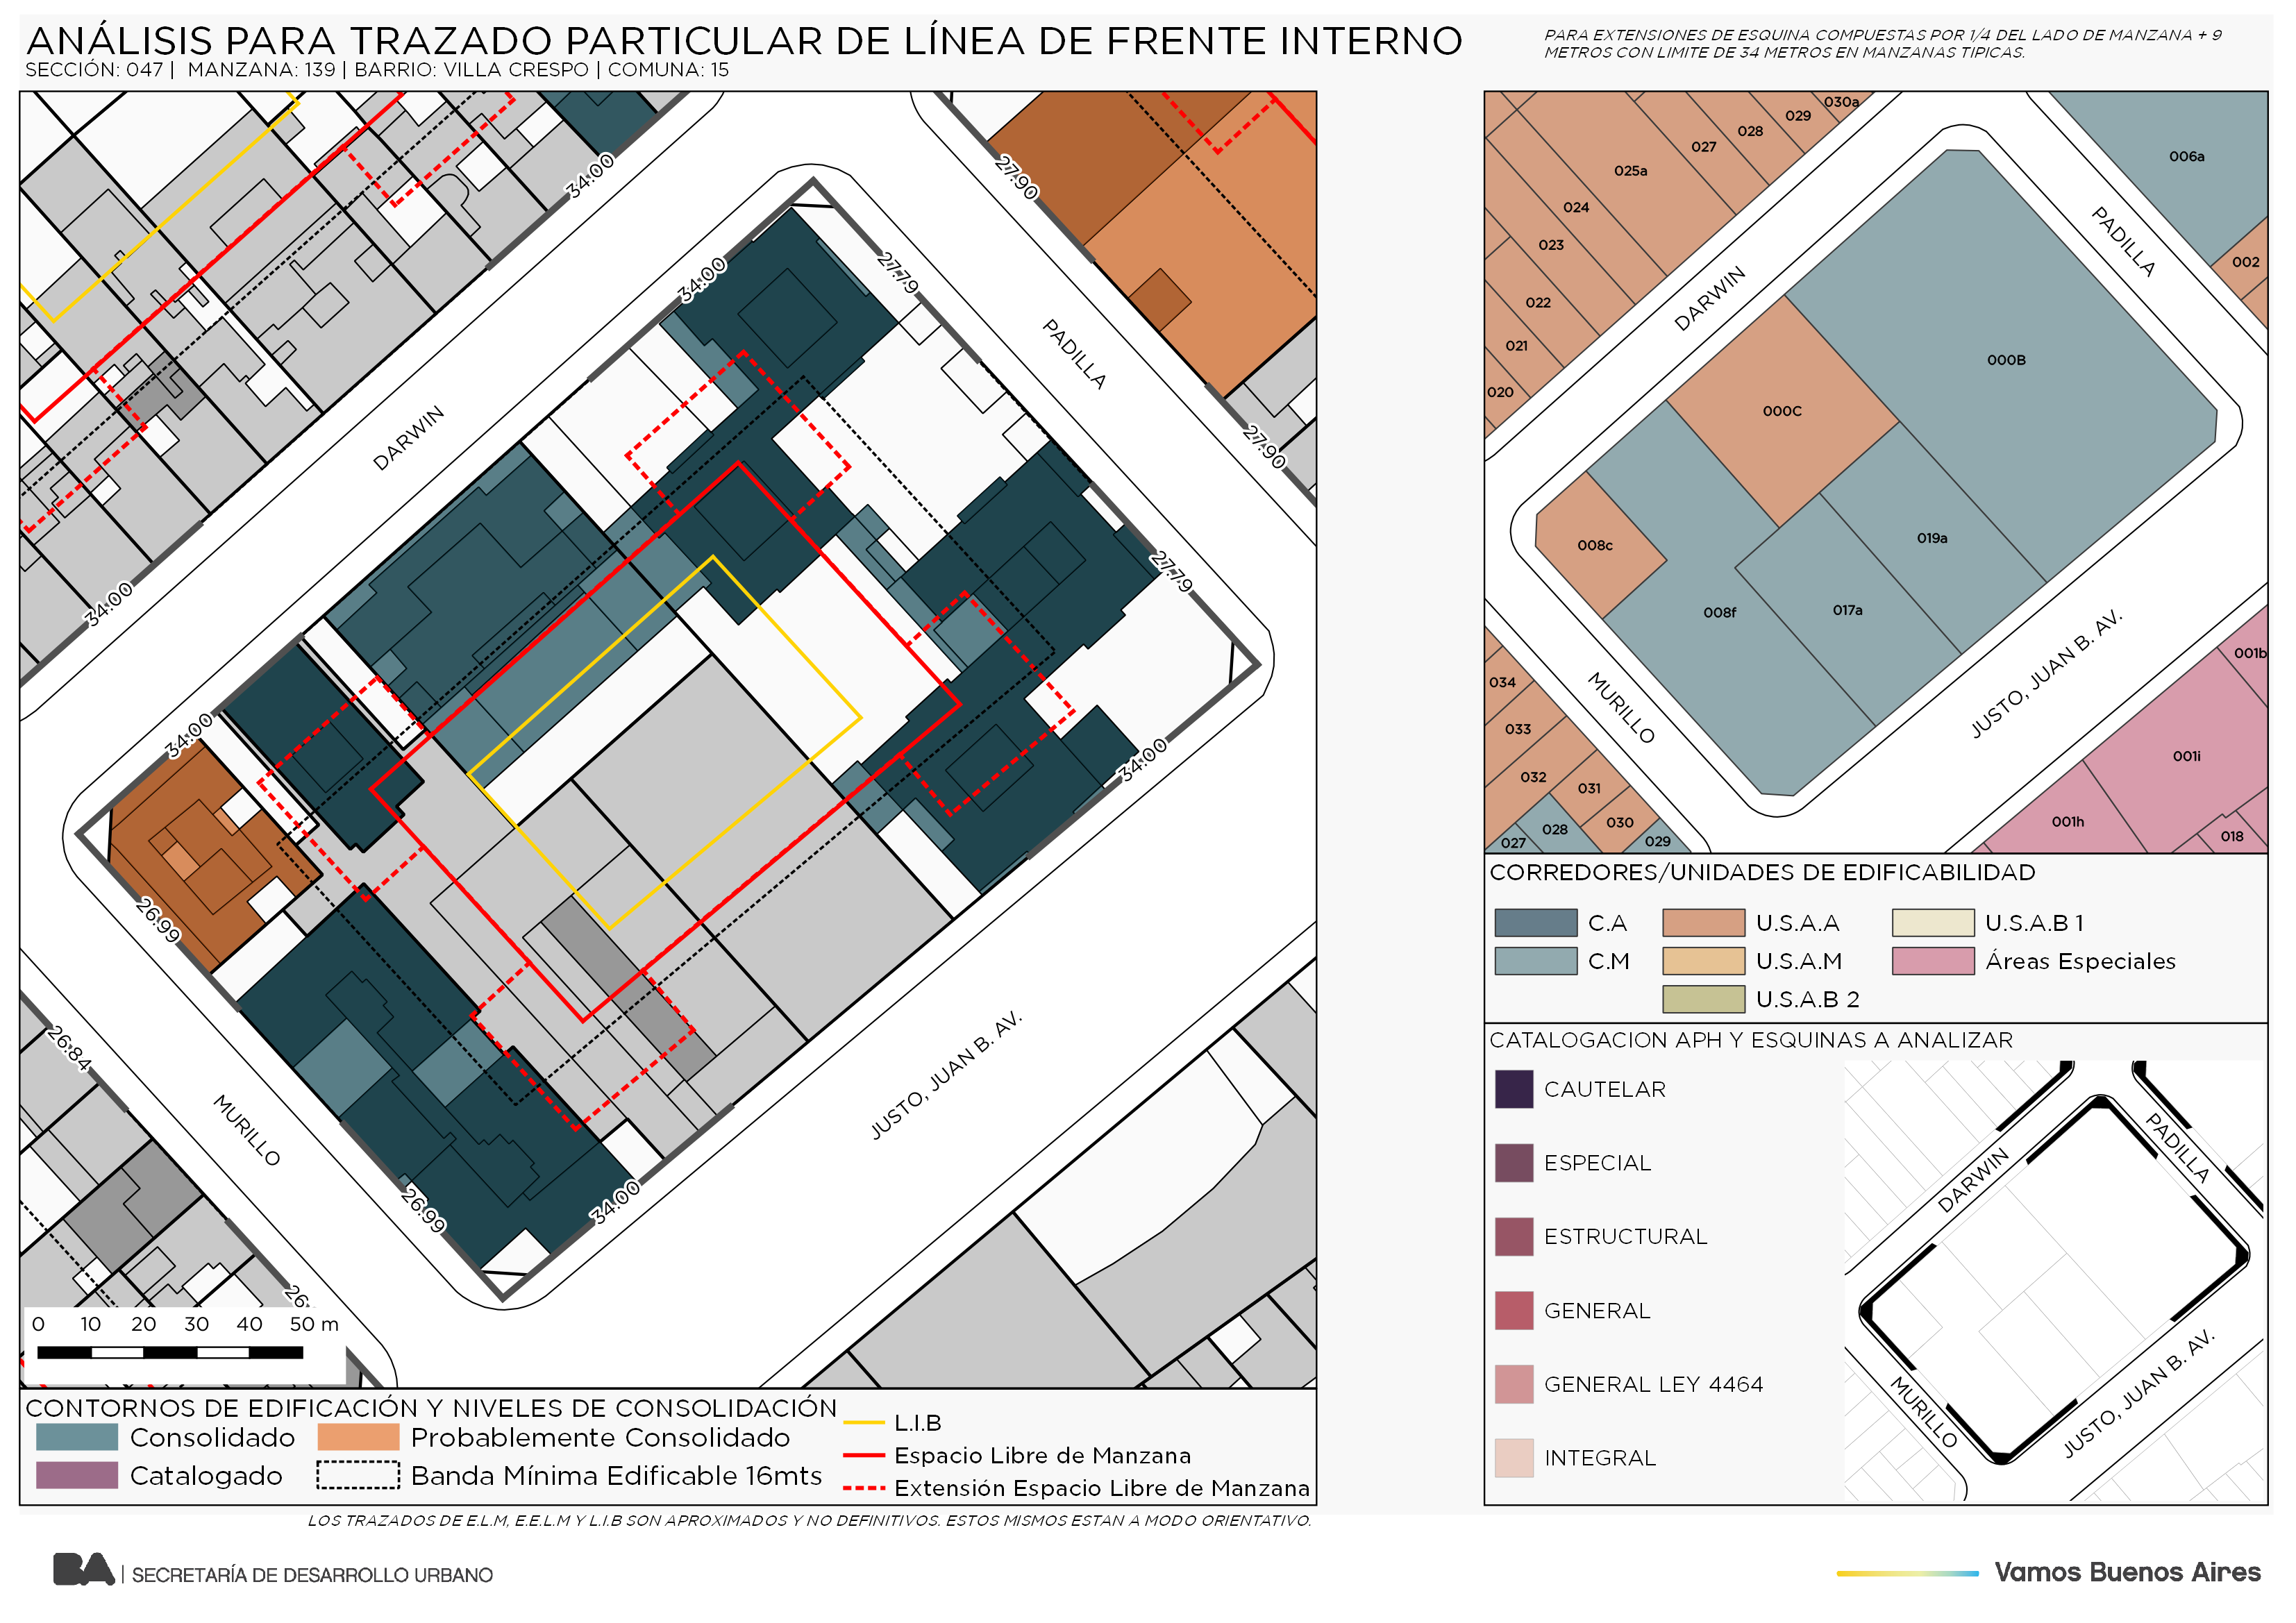 ANÁLISIS PARA TRAZADO PARTICULAR DE LÍNEA DE FRENTE INTERNO
SECCIÓN: 047 | MANZANA: 139 | BARRIO: VILLA CRESPO | COMUNA: 15
PARA EXTENSIONES DE ESQUINA COMPUESTAS POR 1/4 DEL LADO DE MANZANA + 9
METROS CON LIMITE DE 34 METROS EN MANZANAS TIPICAS.
34.00
27.90
34.00
27.79
PADILLA
DARWIN
27.90
34.00
27.79
34.00
34.00
26.99
26.84
MURILLO
26.99
34.00
JUSTO, JUAN B. AV.
26.
0 10 20 30 40 50 m
030a
029
028
027
025a
024
023
022
021
020
006a
002
PADILLA
DARWIN
000B
000C
008c
019a
017a
008f
MURILLO
JUSTO, JUAN B. AV.
034
033
032
031
030
029
028
027
001b
001i
001h
018
CORREDORES/UNIDADES DE EDIFICABILIDAD
C.A
U.S.A.A
U.S.A.B 1
C.M
U.S.A.M
Áreas Especiales
U.S.A.B 2
CATALOGACION APH Y ESQUINAS A ANALIZAR
CAUTELAR
ESPECIAL
ESTRUCTURAL
GENERAL
GENERAL LEY 4464
INTEGRAL
PADILLA
DARWIN
MURILLO
JUSTO, JUAN B. AV.
CONTORNOS DE EDIFICACIÓN Y NIVELES DE CONSOLIDACIÓN
Consolidado
Probablemente Consolidado
Catalogado
Banda Mínima Edificable 16mts
L.I.B
Espacio Libre de Manzana
Extensión Espacio Libre de Manzana
LOS TRAZADOS DE E.L.M, E.E.L.M Y L.I.B SON APROXIMADOS Y NO DEFINITIVOS. ESTOS MISMOS ESTAN A MODO ORIENTATIVO.
BA | SECRETARÍA DE DESARROLLO URBANO
Vamos Buenos Aires